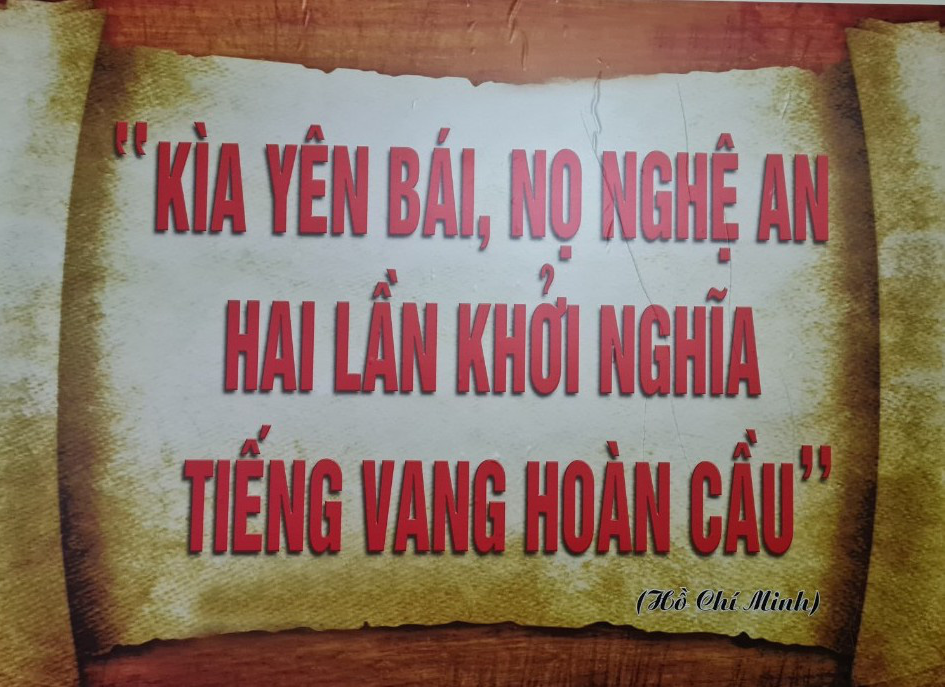 "KÌA YÊN BÁI, NỌ NGHỆ AN
HAI LẦN KHỞI NGHĨA
TIẾNG VANG HOÀN CẦU"
(Hồ Chí Minh)